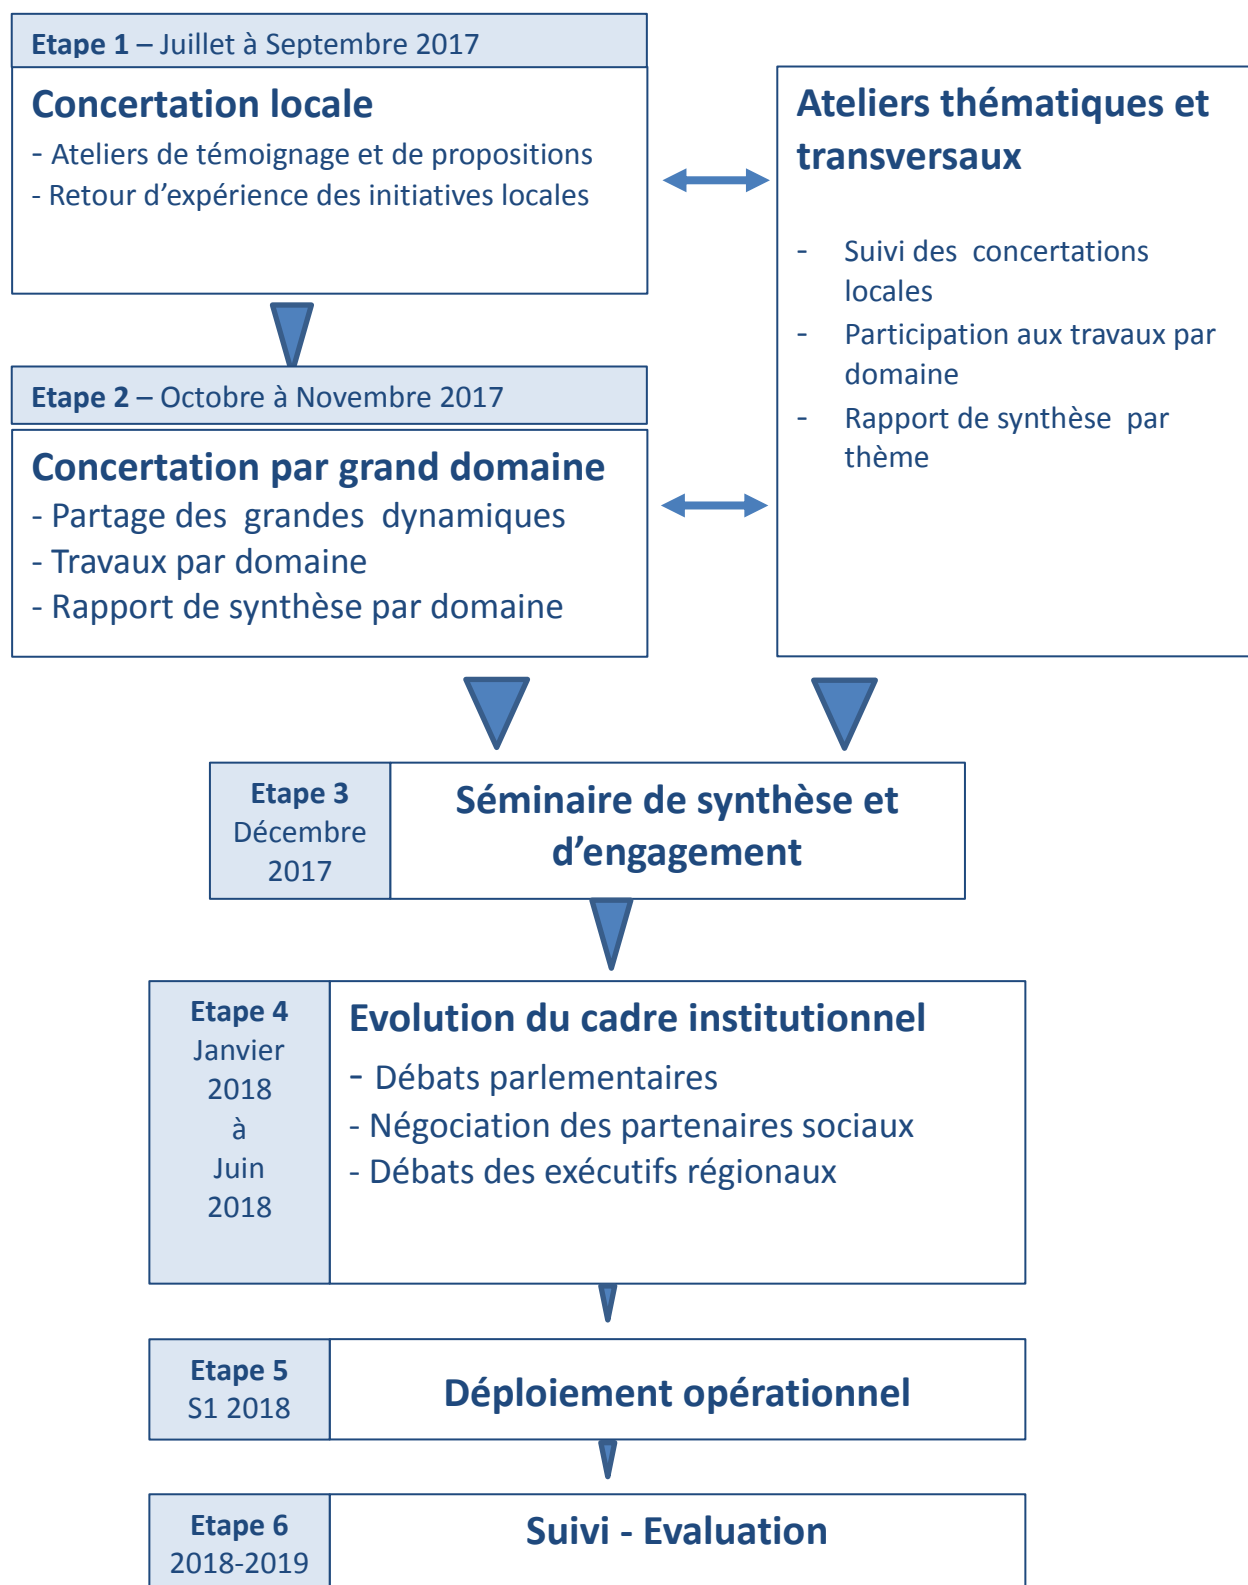 Etape 1 – Juillet à Septembre 2017
Concertation locale
- Ateliers de témoignage et de propositions
- Retour d’expérience des initiatives locales
Ateliers thématiques et
transversaux
- Suivi des concertations
locales
- Participation aux travaux par
domaine
- Rapport de synthèse par
thème
Etape 2 – Octobre à Novembre 2017
Concertation par grand domaine
- Partage des grandes dynamiques
- Travaux par domaine
- Rapport de synthèse par domaine
Etape 3
Décembre
2017
Séminaire de synthèse et
d’engagement
Etape 4
Janvier
2018
à
Juin
2018
Evolution du cadre institutionnel
- Débats parlementaires
- Négociation des partenaires sociaux
- Débats des exécutifs régionaux
Etape 5
S1 2018
Déploiement opérationnel
Etape 6
2018-2019
Suivi - Evaluation